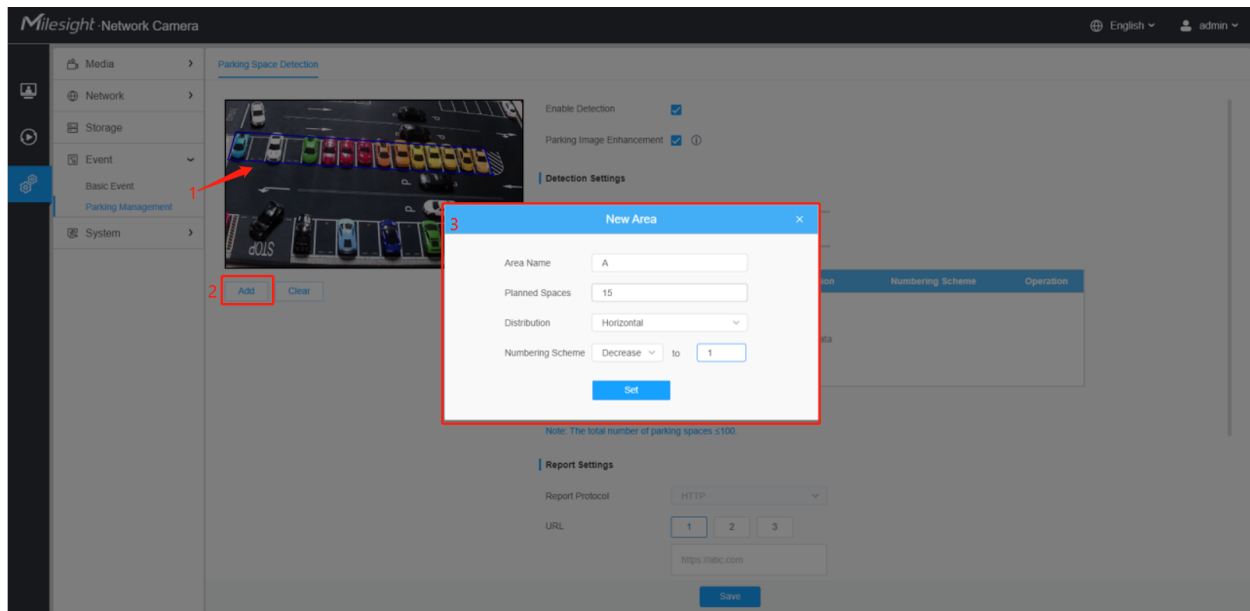 Milesight Network Camera
English
admin
Media
Network
Storage
Event
Basic Event
Parking Management
System
Parking Space Detection
1
P
P
STOP
2
Add
Clear
Enable Detection
Parking Image Enhancement
Detection Settings
3
New Area
Area Name
A
Planned Spaces
15
Distribution
Horizontal
Numbering Scheme
Decrease
to
1
Set
Numbering Scheme
Operation
Note: The total number of parking spaces ≤100.
Report Settings
Report Protocol
HTTP
URL
1
2
3
https://abc.com
Save